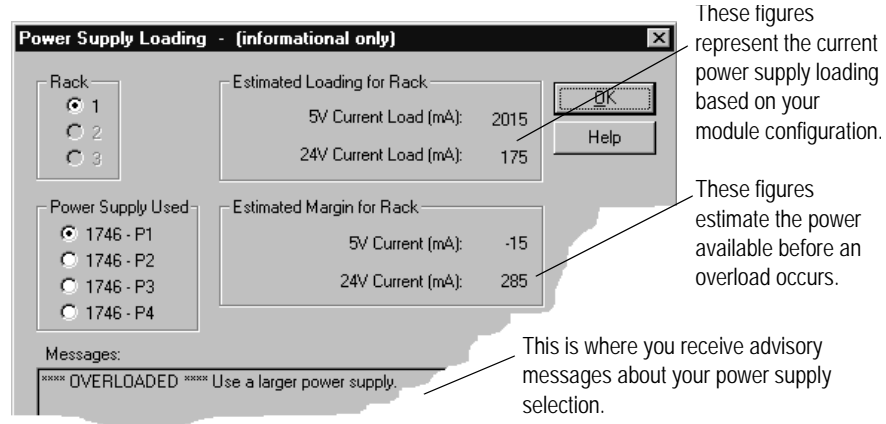 Power Supply Loading - (informational only)
Rack
1
2
3
Estimated Loading for Rack
5V Current Load (mA): 2015
24V Current Load (mA): 175
OK
Help
Power Supply Used
1746 - P1
1746 - P2
1746 - P3
1746 - P4
Estimated Margin for Rack
5V Current (mA): -15
24V Current (mA): 285
Messages:
**** OVERLOADED **** Use a larger power supply.
These figures
represent the current
power supply loading
based on your
module configuration.
These figures
estimate the power
available before an
overload occurs.
This is where you receive advisory
messages about your power supply
selection.